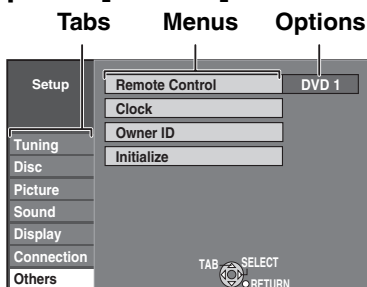 Tabs Menus Options
Setup
Remote Control DVD 1
Clock
Owner ID
Initialize
Tuning
Disc
Picture
Sound
Display
Connection
Others
TAB SELECT
RETURN